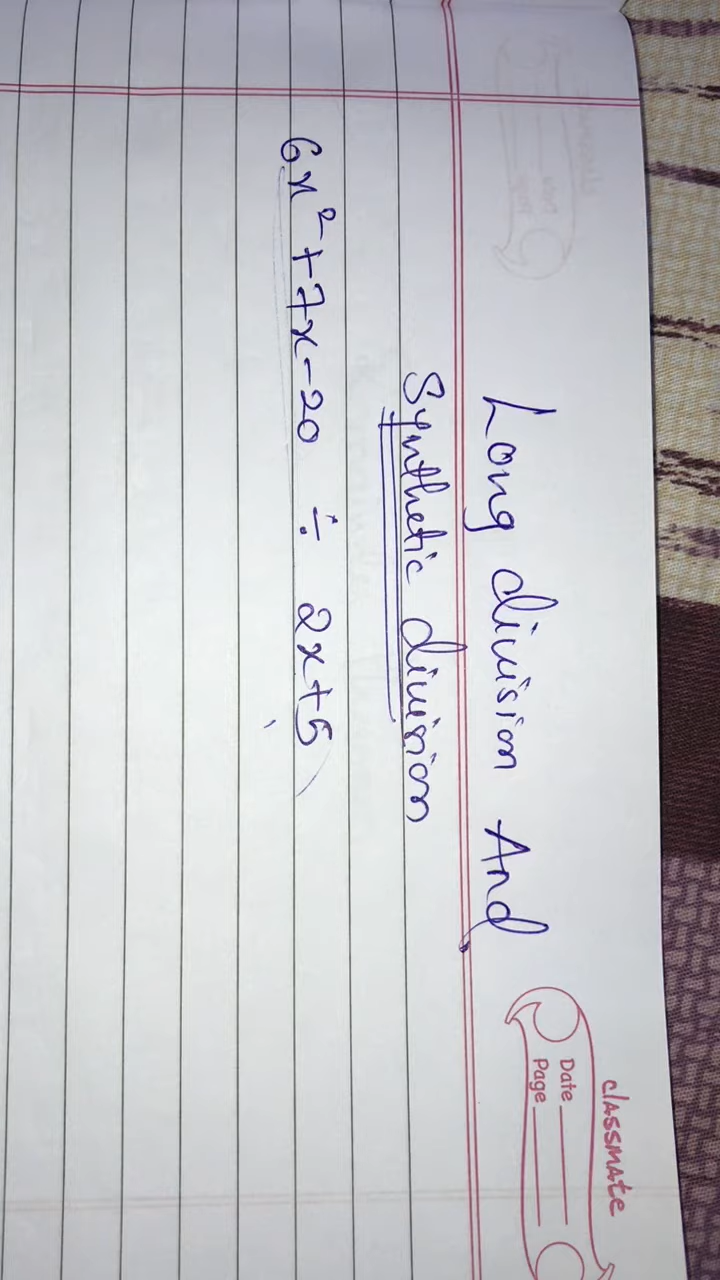 classmate
Date
Page
Long division And
Synthetic division
6x² + 7x - 20 ÷ 2x + 5